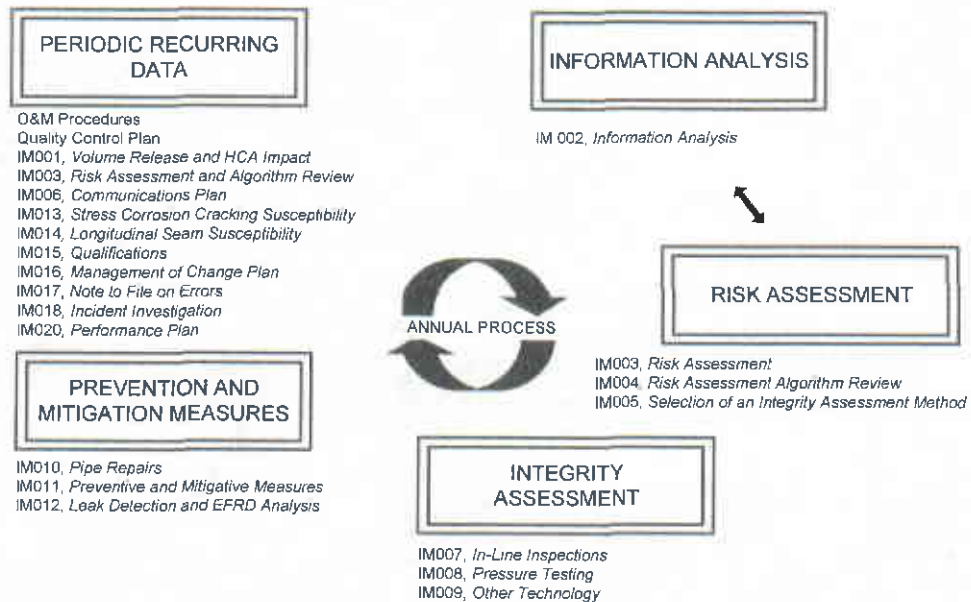 PERIODIC RECURRING
DATA
O&M Procedures
Quality Control Plan
IM001, Volume Release and HCA Impact
IM003, Risk Assessment and Algorithm Review
IM006, Communications Plan
IM013, Stress Corrosion Cracking Susceptibility
IM014, Longitudinal Seam Susceptibility
IM015, Qualifications
IM016, Management of Change Plan
IM017, Note to File on Errors
IM018, Incident Investigation
IM020, Performance Plan
INFORMATION ANALYSIS
IM 002, Information Analysis
RISK ASSESSMENT
IM003, Risk Assessment
IM004, Risk Assessment Algorithm Review
IM005, Selection of an Integrity Assessment Method
ANNUAL PROCESS
PREVENTION AND
MITIGATION MEASURES
IM010, Pipe Repairs
IM011, Preventive and Mitigative Measures
IM012, Leak Detection and EFRD Analysis
INTEGRITY
ASSESSMENT
IM007, In-Line Inspections
IM008, Pressure Testing
IM009, Other Technology